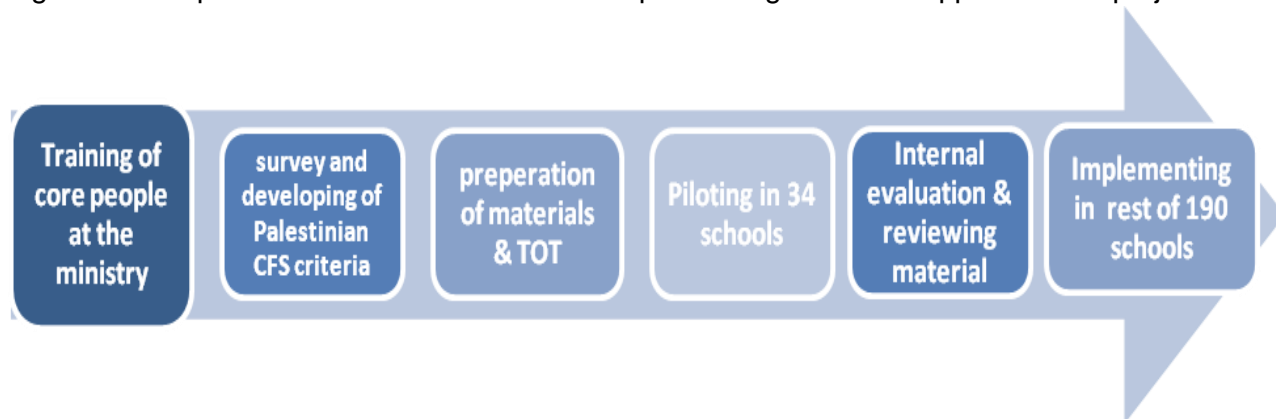 Training of
core people
at the
ministry
survey and
developing of
Palestinian
CFS criteria
preperation
of materials
& TOT
Piloting in 34
schools
Internal
evaluation &
reviewing
material
Implementing
in rest of 190
schools